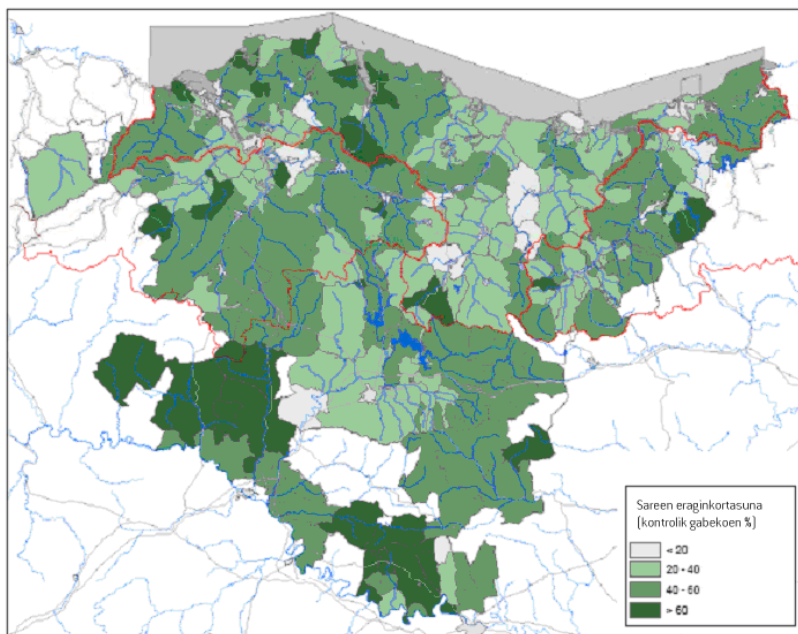 Sareen eraginkortasuna
(kontrolik gabekoen %)
< 20
20 - 40
40 - 60
> 60